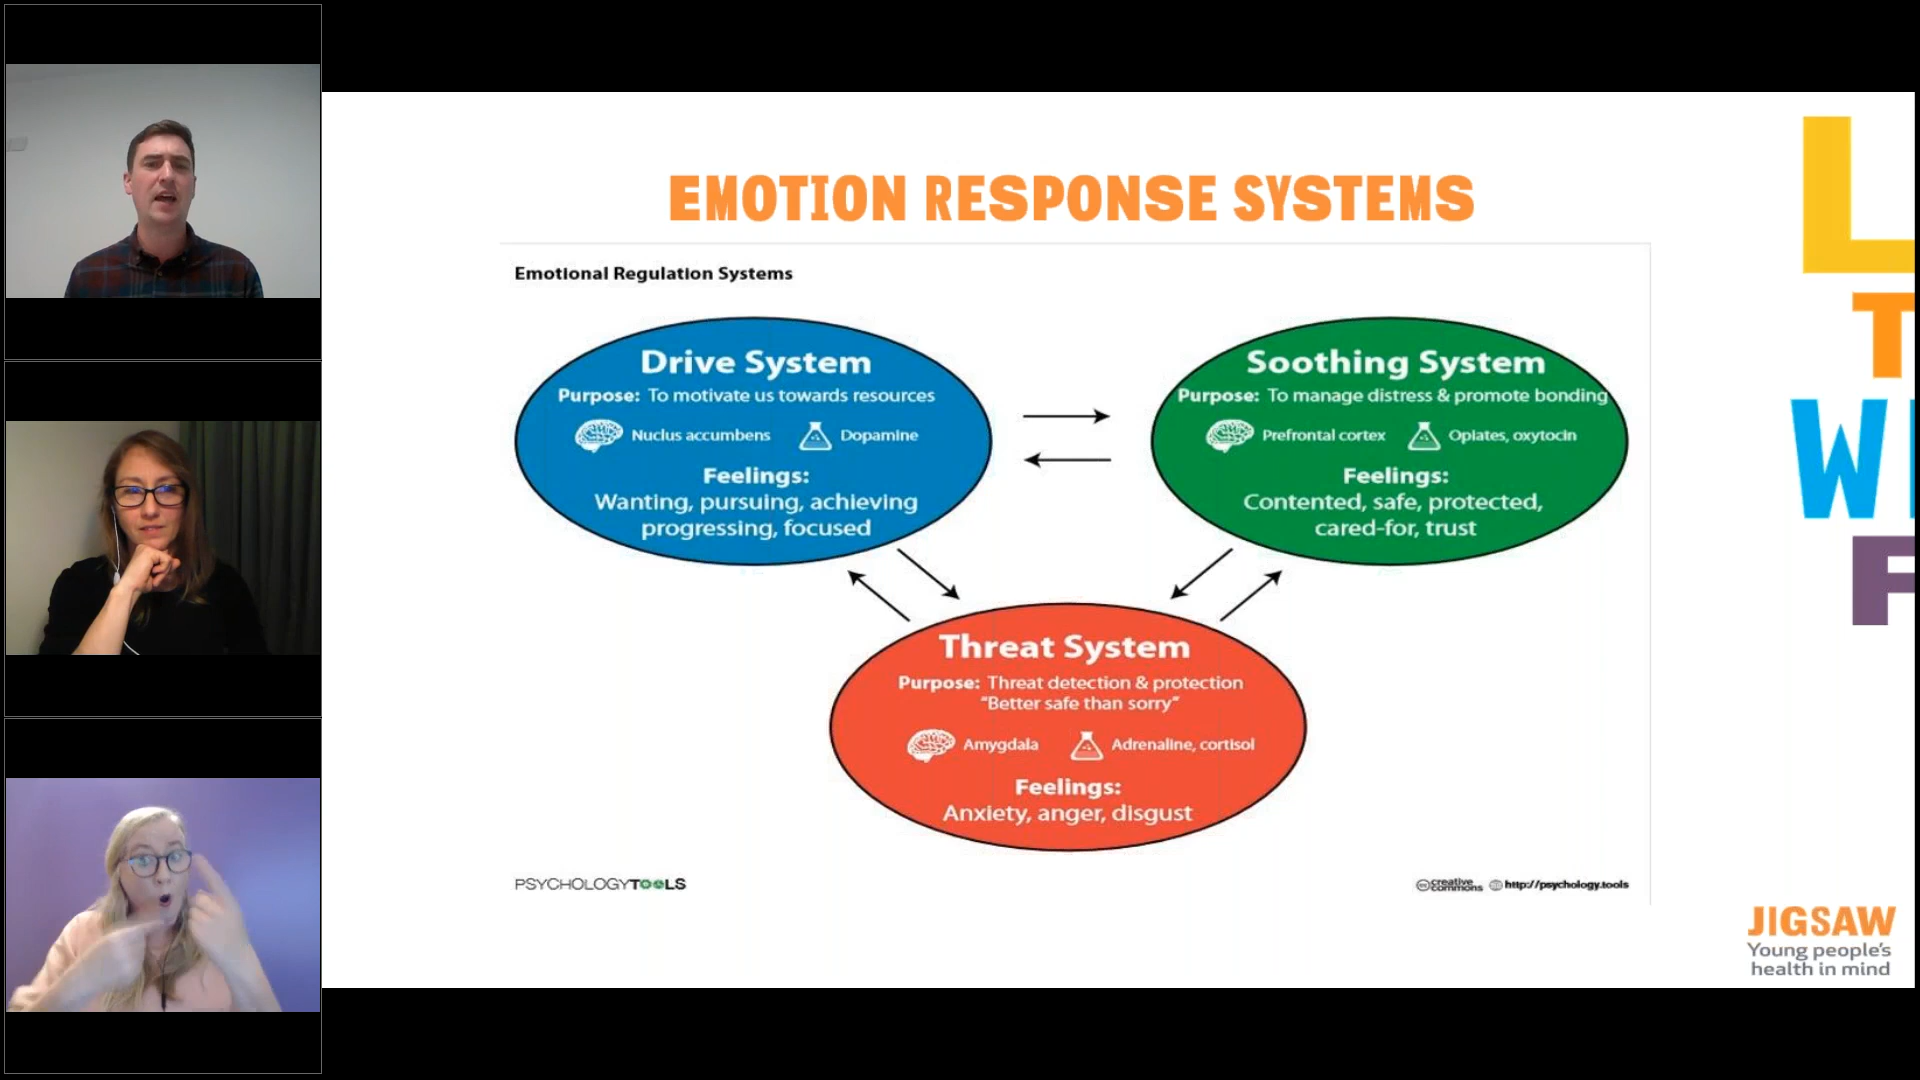 EMOTION RESPONSE SYSTEMS
Emotional Regulation Systems
Drive System
Purpose: To motivate us towards resources
Nuclus accumbens
Dopamine
Feelings:
Wanting, pursuing, achieving
progressing, focused
Soothing System
Purpose: To manage distress & promote bonding
Prefrontal cortex
Opiates, oxytocin
Feelings:
Contented, safe, protected,
cared-for, trust
Threat System
Purpose: Threat detection & protection
"Better safe than sorry"
Amygdala
Adrenaline, cortisol
Feelings:
Anxiety, anger, disgust
PSYCHOLOGYTOOLS
cc creative commons
http://psychology.tools
L
T
W
JIGSAW
Young people's
health in mind